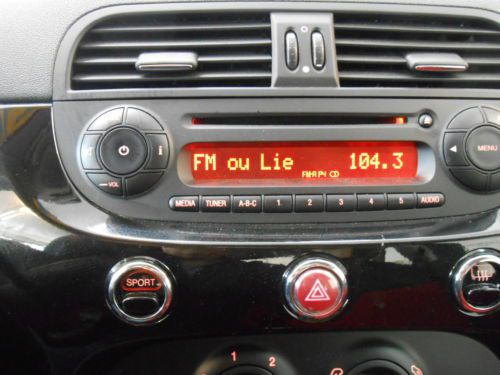 FM ou Lie 104.3
MENU
VOL
MEDIA TUNER A-B-C 1 2 3 4 5 AUDIO
SPORT
1 2